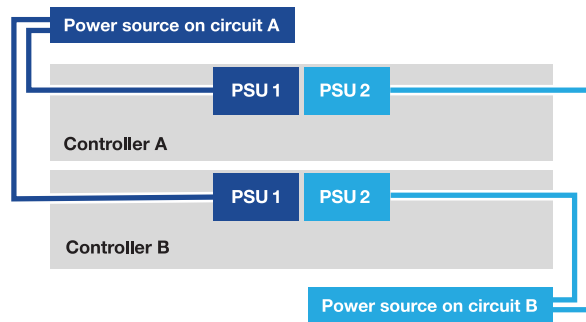 Power source on circuit A
PSU 1
PSU 2
Controller A
PSU 1
PSU 2
Controller B
Power source on circuit B